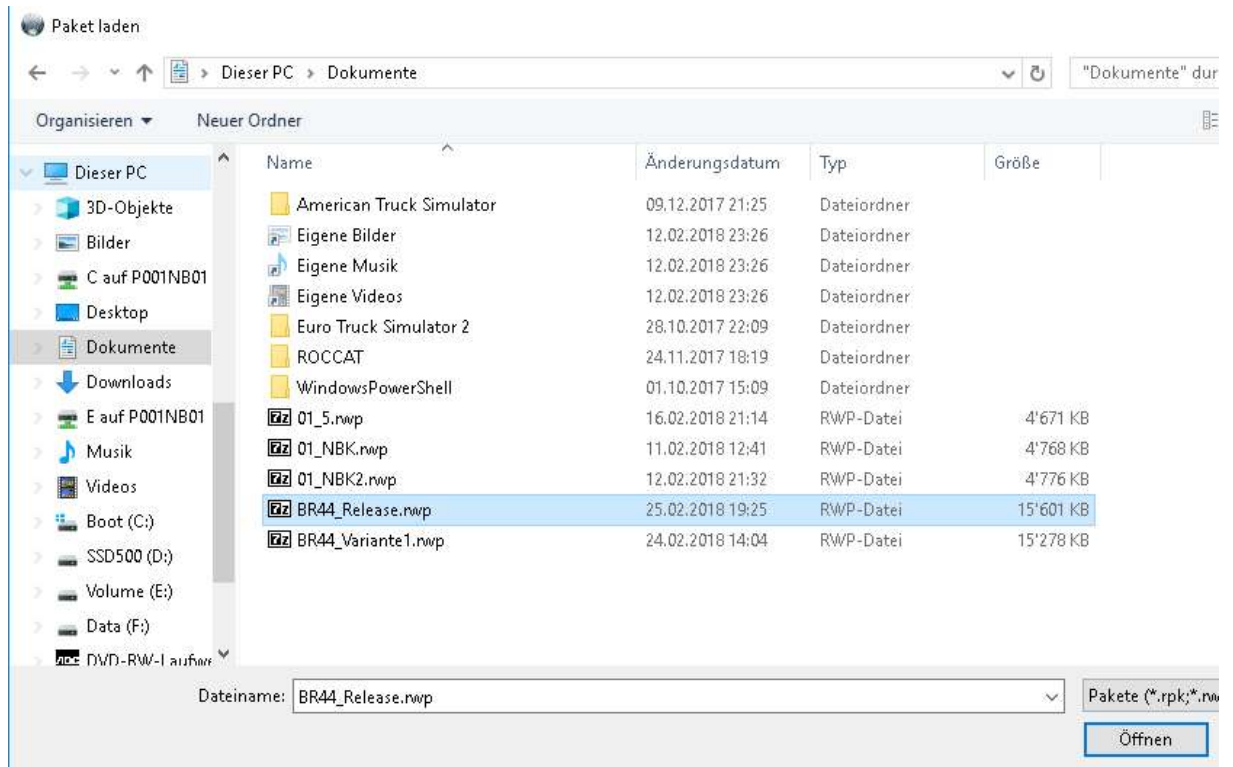 Paket laden
Dieser PC > Dokumente "Dokumente" dur
Organisieren Neuer Ordner
Name Änderungsdatum Typ Größe
Dieser PC
3D-Objekte
Bilder
C auf P001NB01
Desktop
Dokumente
Downloads
E auf P001NB01
Musik
Videos
Boot (C:)
SSD500 (D:)
Volume (E:)
Data (F:)
DVD-RW-Laufwe
American Truck Simulator 09.12.2017 21:25 Dateiordner
Eigene Bilder 12.02.2018 23:26 Dateiordner
Eigene Musik 12.02.2018 23:26 Dateiordner
Eigene Videos 12.02.2018 23:26 Dateiordner
Euro Truck Simulator 2 28.10.2017 22:09 Dateiordner
ROCCAT 24.11.2017 18:19 Dateiordner
WindowsPowerShell 01.10.2017 15:09 Dateiordner
01_5.rwp 16.02.2018 21:14 RWP-Datei 4'671 KB
01_NBK.rwp 11.02.2018 12:41 RWP-Datei 4'768 KB
01_NBK2.rwp 12.02.2018 21:32 RWP-Datei 4'776 KB
BR44_Release.rwp 25.02.2018 19:25 RWP-Datei 15'601 KB
BR44_Variante1.rwp 24.02.2018 14:04 RWP-Datei 15'278 KB
Dateiname: BR44_Release.rwp Pakete (*.rpk;*.rw
Öffnen